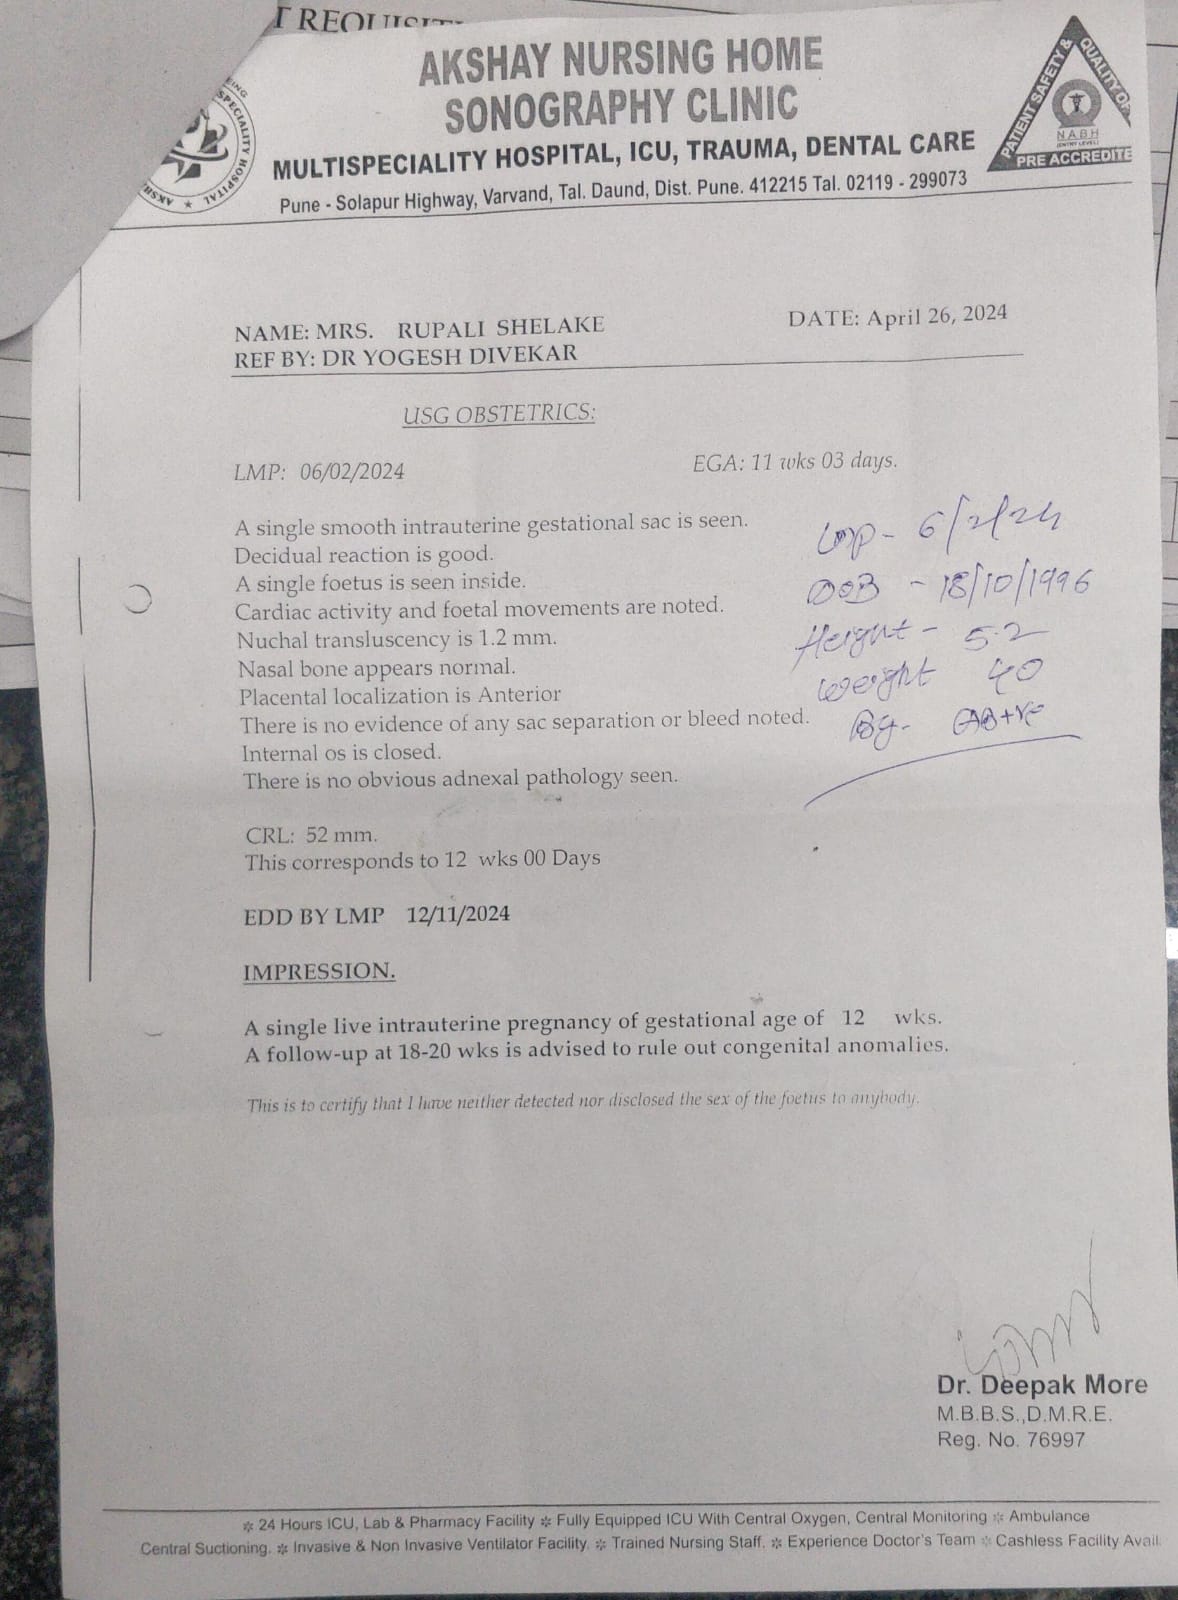 T REQUISIT
AKSHAY NURSING HOME
SONOGRAPHY CLINIC
MULTISPECIALITY HOSPITAL, ICU, TRAUMA, DENTAL CARE
Pune - Solapur Highway, Varvand, Tal. Daund, Dist. Pune. 412215 Tal. 02119 - 299073
SPECIALITY HOSPITAL ★ AKSH
PATIENT SAFETY & QUALITY OF
NABH
(ENTRY LEVEL)
PRE ACCREDITE
NAME: MRS. RUPALI SHELAKE DATE: April 26, 2024
REF BY: DR YOGESH DIVEKAR
USG OBSTETRICS:
LMP: 06/02/2024 EGA: 11 wks 03 days.
A single smooth intrauterine gestational sac is seen.
Decidual reaction is good.
A single foetus is seen inside.
Cardiac activity and foetal movements are noted.
Nuchal transluscency is 1.2 mm.
Nasal bone appears normal.
Placental localization is Anterior
There is no evidence of any sac separation or bleed noted.
Internal os is closed.
There is no obvious adnexal pathology seen.
Lmp - 6/2/24
DOB - 18/10/1996
Height - 5.2
Weight 40
Bg - AB+ve
CRL: 52 mm.
This corresponds to 12 wks 00 Days
EDD BY LMP 12/11/2024
IMPRESSION.
A single live intrauterine pregnancy of gestational age of 12 wks.
A follow-up at 18-20 wks is advised to rule out congenital anomalies.
This is to certify that I have neither detected nor disclosed the sex of the foetus to anybody.
Dr. Deepak More
M.B.B.S.,D.M.R.E.
Reg. No. 76997
✲ 24 Hours ICU, Lab & Pharmacy Facility ✲ Fully Equipped ICU With Central Oxygen, Central Monitoring ✲ Ambulance
Central Suctioning. ✲ Invasive & Non Invasive Ventilator Facility. ✲ Trained Nursing Staff. ✲ Experience Doctor's Team ✲ Cashless Facility Avail